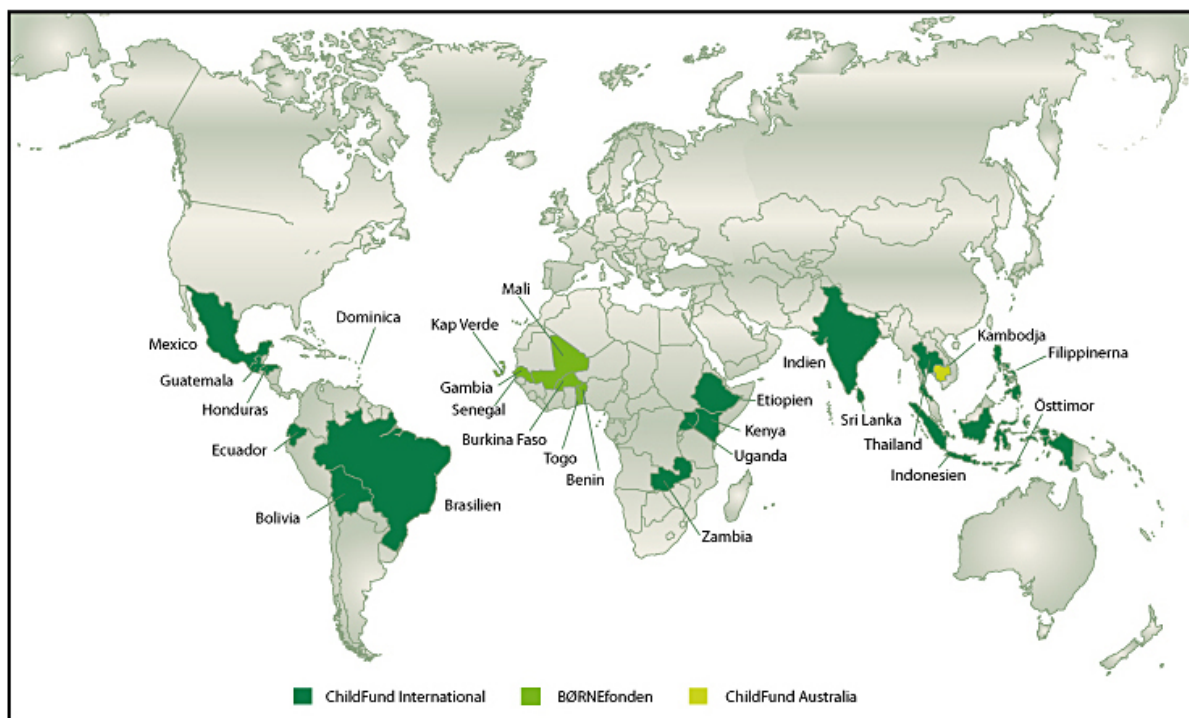 Mali
Dominica
Kap Verde
Mexico
Kambodja
Indien
Filippinerna
Guatemala
Gambia
Etiopien
Honduras
Senegal
Sri Lanka
Östtimor
Burkina Faso
Kenya
Thailand
Ecuador
Togo
Uganda
Indonesien
Benin
Bolivia
Brasilien
Zambia
ChildFund International
BØRNEfonden
ChildFund Australia